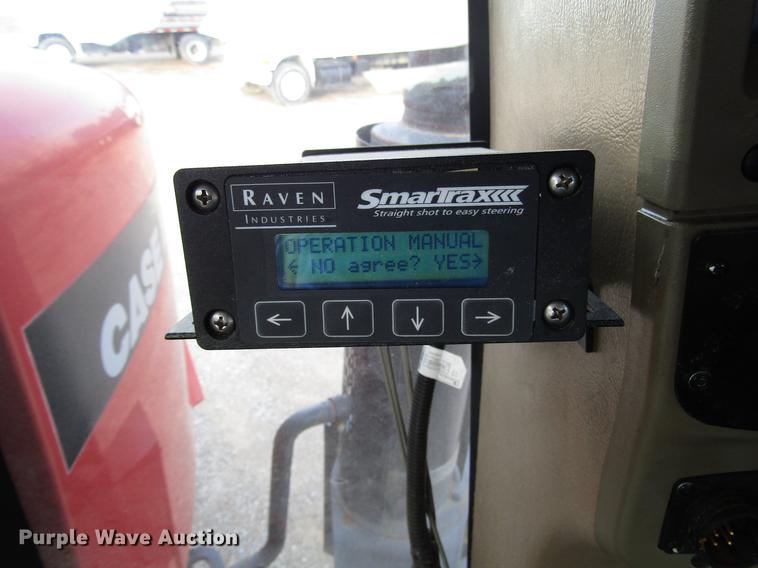 RAVEN
INDUSTRIES
SmarTrax
Straight shot to easy steering
OPERATION MANUAL
← NO agree? YES→
← ↑ ↓ →
CASE
Purple Wave Auction